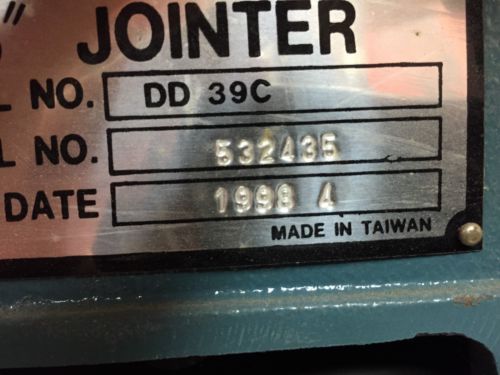 " JOINTER
L NO. DD 39C
L NO. 532435
DATE 1998 4
MADE IN TAIWAN